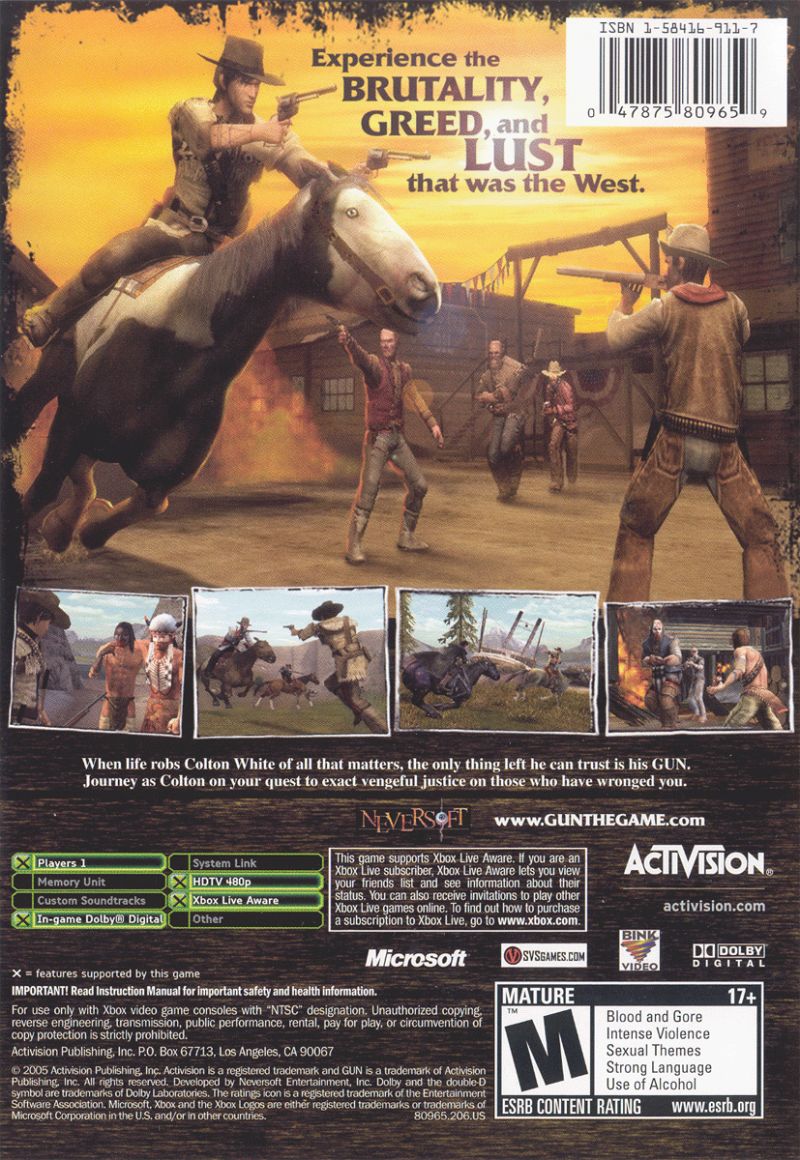 ISBN 1-58416-911-7
0 47875 80965 9
Experience the
BRUTALITY,
GREED, and
LUST
that was the West.
When life robs Colton White of all that matters, the only thing left he can trust is his GUN.
Journey as Colton on your quest to exact vengeful justice on those who have wronged you.
NEVERSOFT www.GUNTHEGAME.com
X Players 1
Memory Unit
Custom Soundtracks
X In-game Dolby® Digital
System Link
X HDTV 480p
X Xbox Live Aware
Other
This game supports Xbox Live Aware. If you are an
Xbox Live subscriber, Xbox Live Aware lets you view
your friends list and see information about their
status. You can also receive invitations to play other
Xbox Live games online. To find out how to purchase
a subscription to Xbox Live, go to www.xbox.com.
ACTIVISION®
activision.com
Microsoft
V SVSGAMES.COM
BINK
VIDEO
DOLBY
DIGITAL
X = features supported by this game
IMPORTANT! Read Instruction Manual for important safety and health information.
For use only with Xbox video game consoles with “NTSC” designation. Unauthorized copying,
reverse engineering, transmission, public performance, rental, pay for play, or circumvention of
copy protection is strictly prohibited.
Activision Publishing, Inc. P.O. Box 67713, Los Angeles, CA 90067
© 2005 Activision Publishing, Inc. Activision is a registered trademark and GUN is a trademark of Activision
Publishing, Inc. All rights reserved. Developed by Neversoft Entertainment, Inc. Dolby and the double-D
symbol are trademarks of Dolby Laboratories. The ratings icon is a registered trademark of the Entertainment
Software Association. Microsoft, Xbox and the Xbox Logos are either registered trademarks or trademarks of
Microsoft Corporation in the U.S. and/or in other countries. 80965.206.US
MATURE 17+
M
TM
Blood and Gore
Intense Violence
Sexual Themes
Strong Language
Use of Alcohol
ESRB CONTENT RATING www.esrb.org